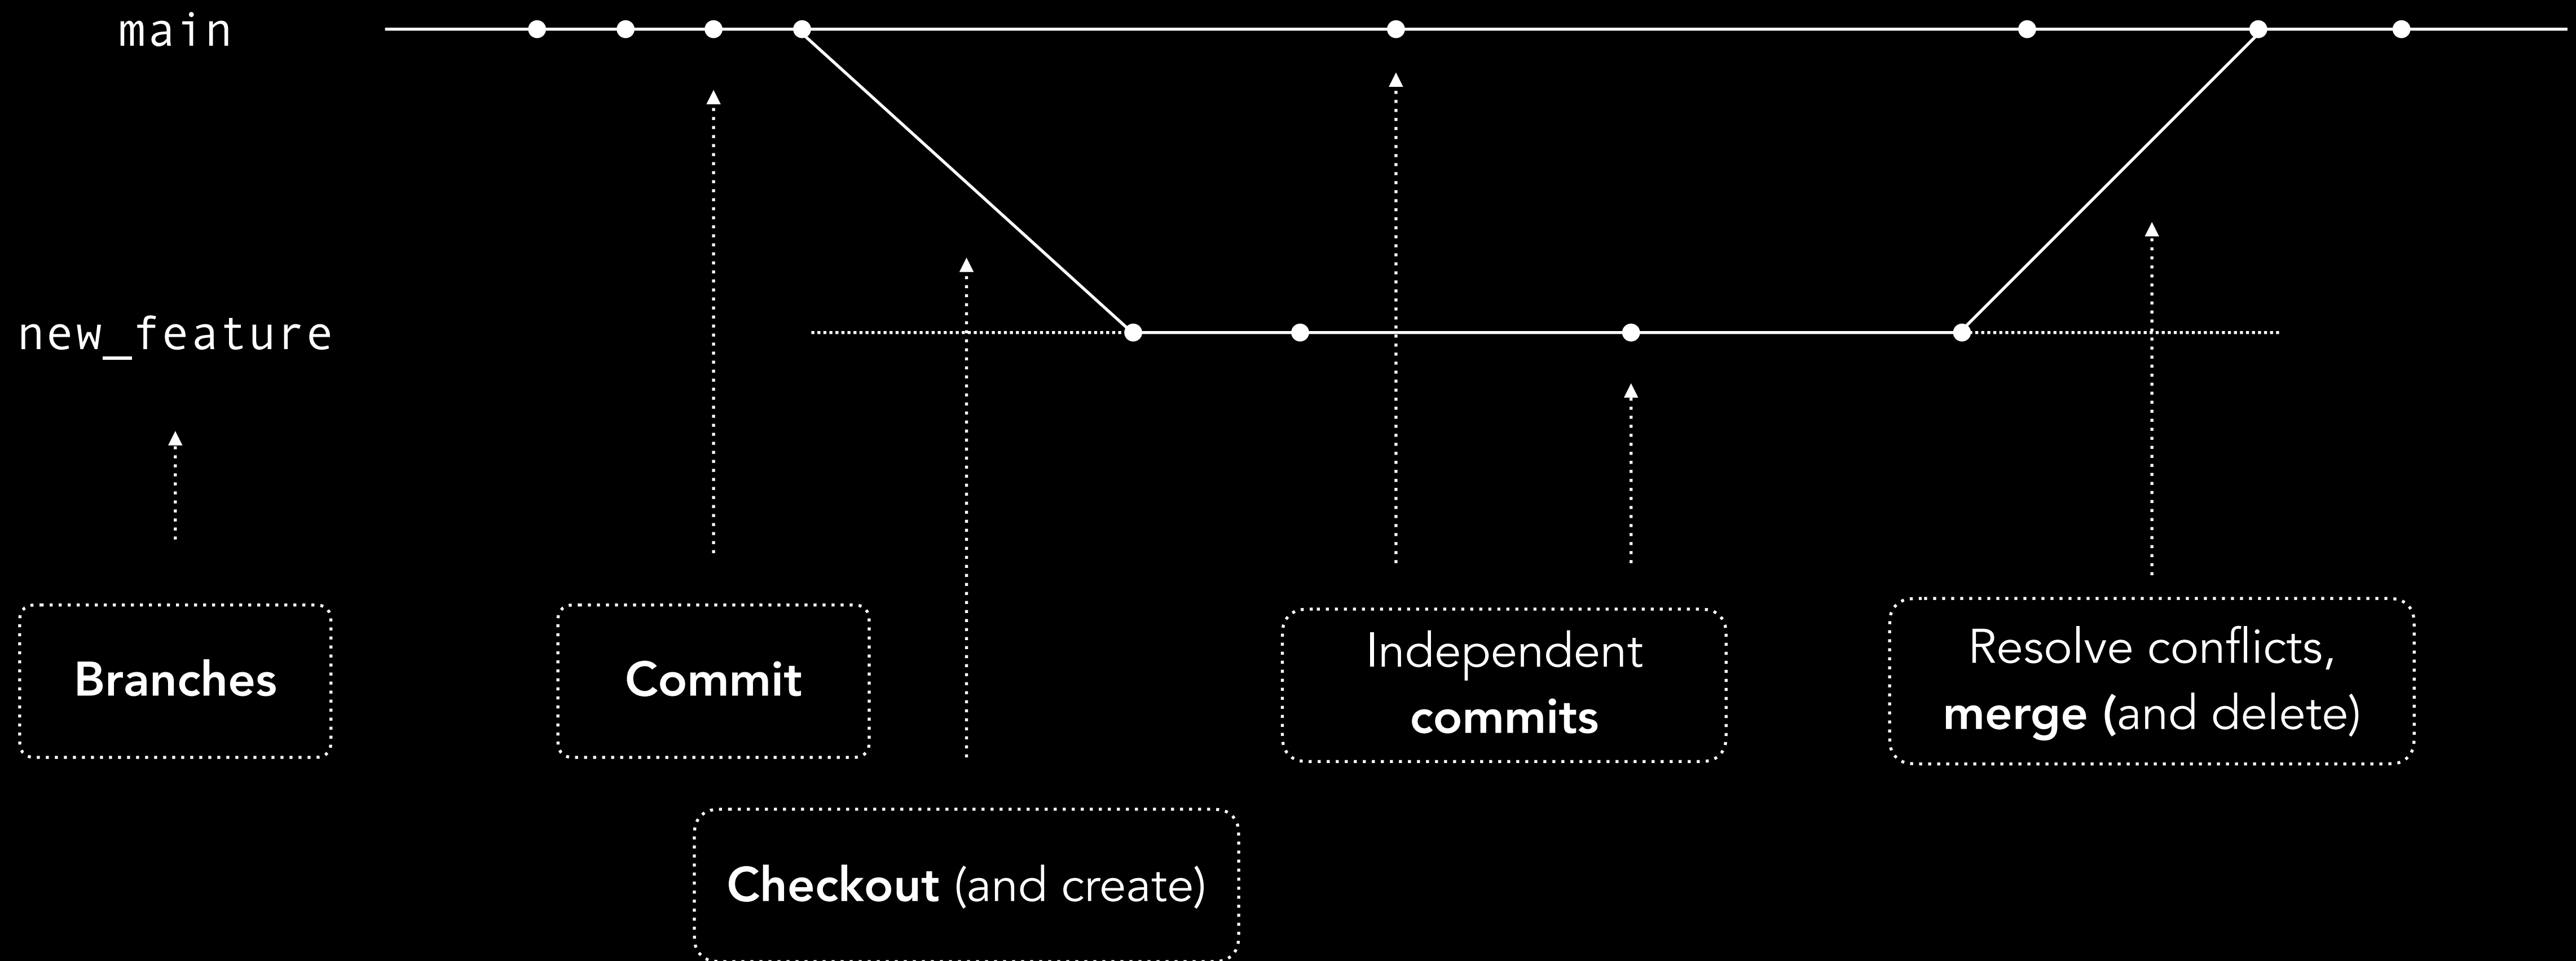 main
new_feature
Branches
Commit
Checkout (and create)
Independent
commits
Resolve conflicts,
merge (and delete)